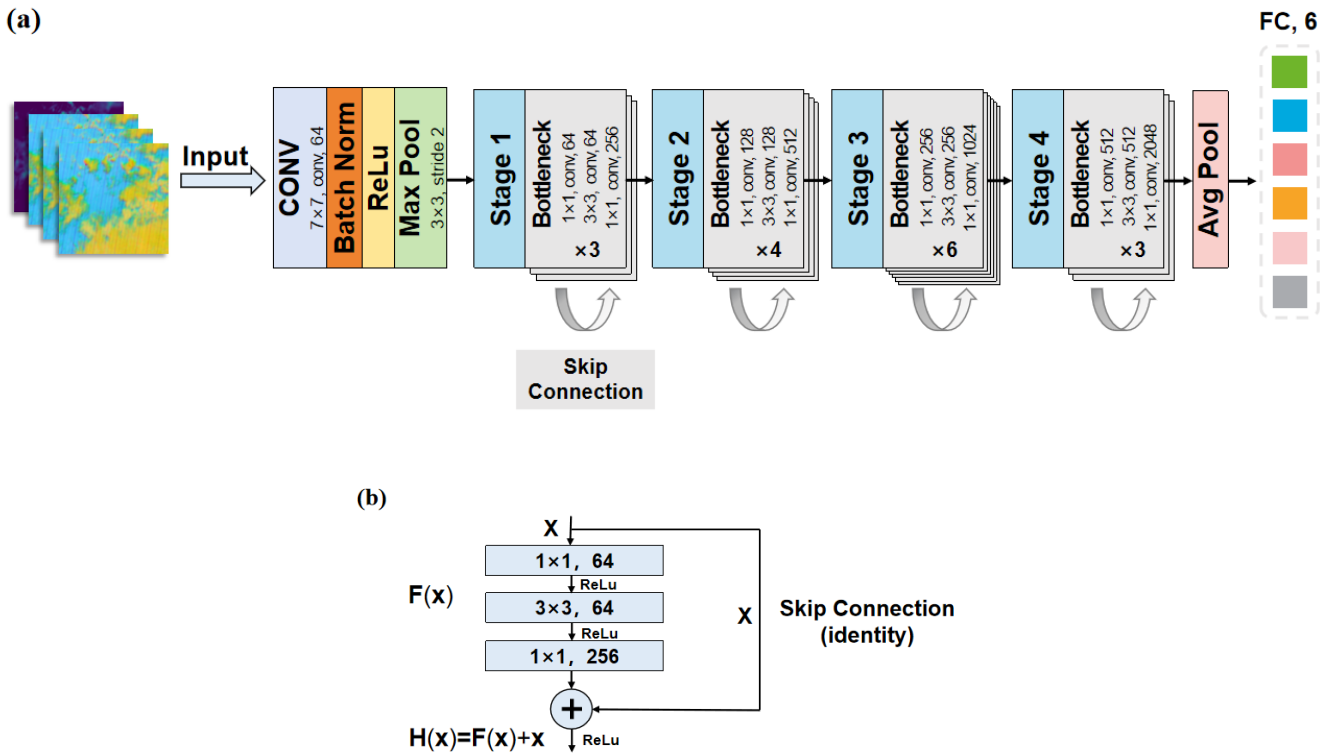 (a)
FC, 6
Input
CONV
7×7, conv, 64
Batch Norm
ReLu
Max Pool
3×3, stride 2
Stage 1
Bottleneck
1×1, conv, 64
3×3, conv, 64
1×1, conv, 256
×3
Stage 2
Bottleneck
1×1, conv, 128
3×3, conv, 128
1×1, conv, 512
×4
Stage 3
Bottleneck
1×1, conv, 256
3×3, conv, 256
1×1, conv, 1024
×6
Stage 4
Bottleneck
1×1, conv, 512
3×3, conv, 512
1×1, conv, 2048
×3
Avg Pool
Skip
Connection
(b)
X
1×1, 64
ReLu
F(x)
3×3, 64
ReLu
1×1, 256
X
Skip Connection
(identity)
+
H(x)=F(x)+x
ReLu